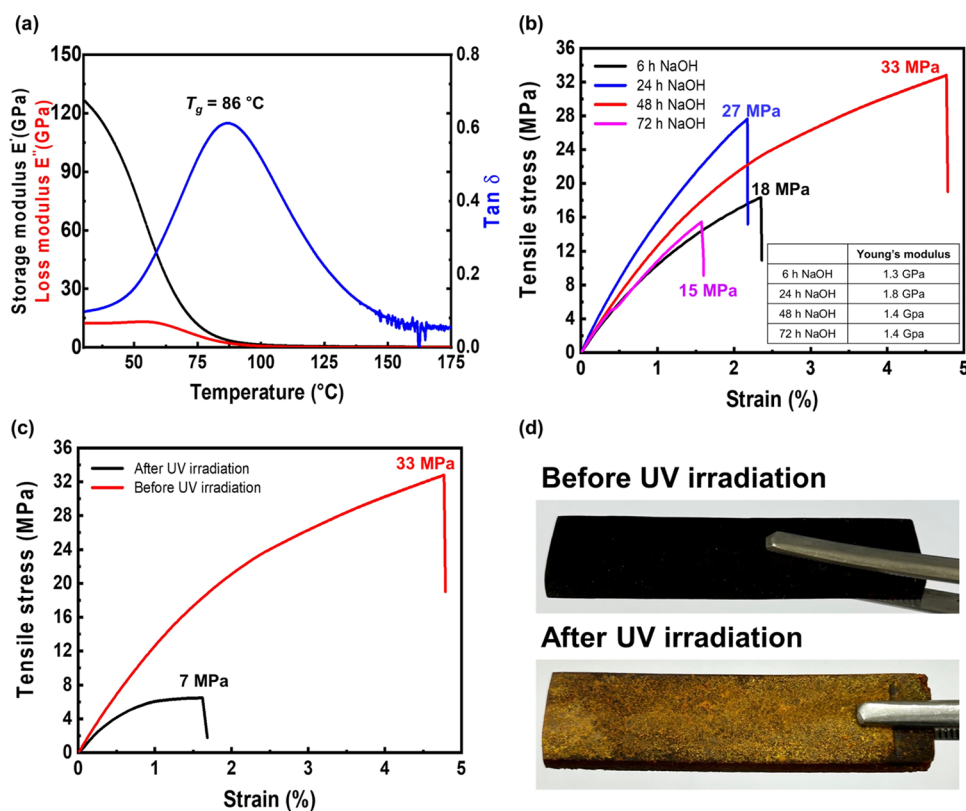 (a)
150
120
90
60
30
0
Storage modulus E'(GPa)
Loss modulus E''(GPa)
Tg = 86 °C
0.8
0.6
0.4
0.2
0.0
Tan δ
50 75 100 125 150 175
Temperature (°C)
(b)
36
32
28
24
20
16
12
8
4
0
Tensile stress (MPa)
6 h NaOH
24 h NaOH
48 h NaOH
72 h NaOH
33 MPa
27 MPa
18 MPa
15 MPa
Young's modulus
6 h NaOH 1.3 GPa
24 h NaOH 1.8 GPa
48 h NaOH 1.4 Gpa
72 h NaOH 1.4 Gpa
0 1 2 3 4 5
Strain (%)
(c)
36
32
28
24
20
16
12
8
4
0
Tensile stress (MPa)
After UV irradiation
Before UV irradiation
33 MPa
7 MPa
0 1 2 3 4 5
Strain (%)
(d)
Before UV irradiation
After UV irradiation